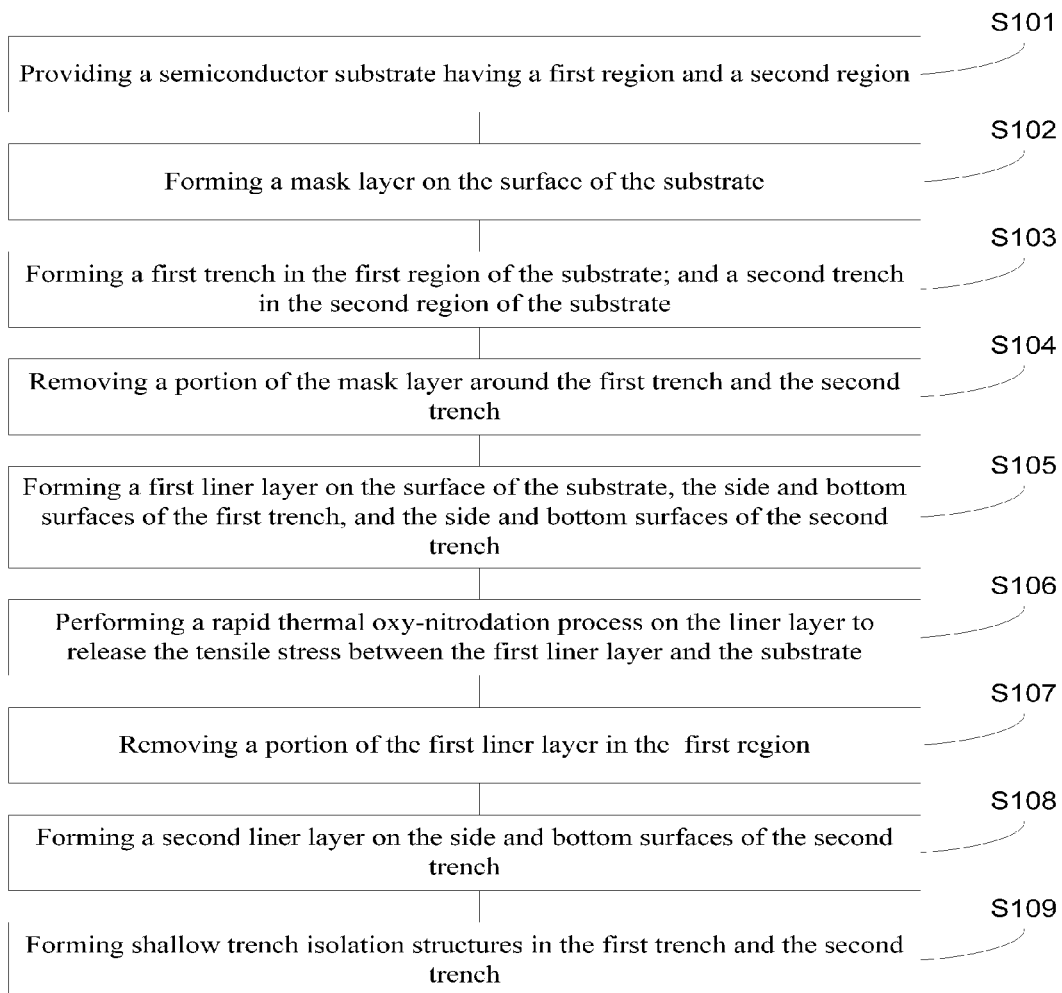 S101
Providing a semiconductor substrate having a first region and a second region
S102
Forming a mask layer on the surface of the substrate
S103
Forming a first trench in the first region of the substrate; and a second trench
in the second region of the substrate
S104
Removing a portion of the mask layer around the first trench and the second
trench
S105
Forming a first liner layer on the surface of the substrate, the side and bottom
surfaces of the first trench, and the side and bottom surfaces of the second
trench
S106
Performing a rapid thermal oxy-nitrodation process on the liner layer to
release the tensile stress between the first liner layer and the substrate
S107
Removing a portion of the first liner layer in the first region
S108
Forming a second liner layer on the side and bottom surfaces of the second
trench
S109
Forming shallow trench isolation structures in the first trench and the second
trench